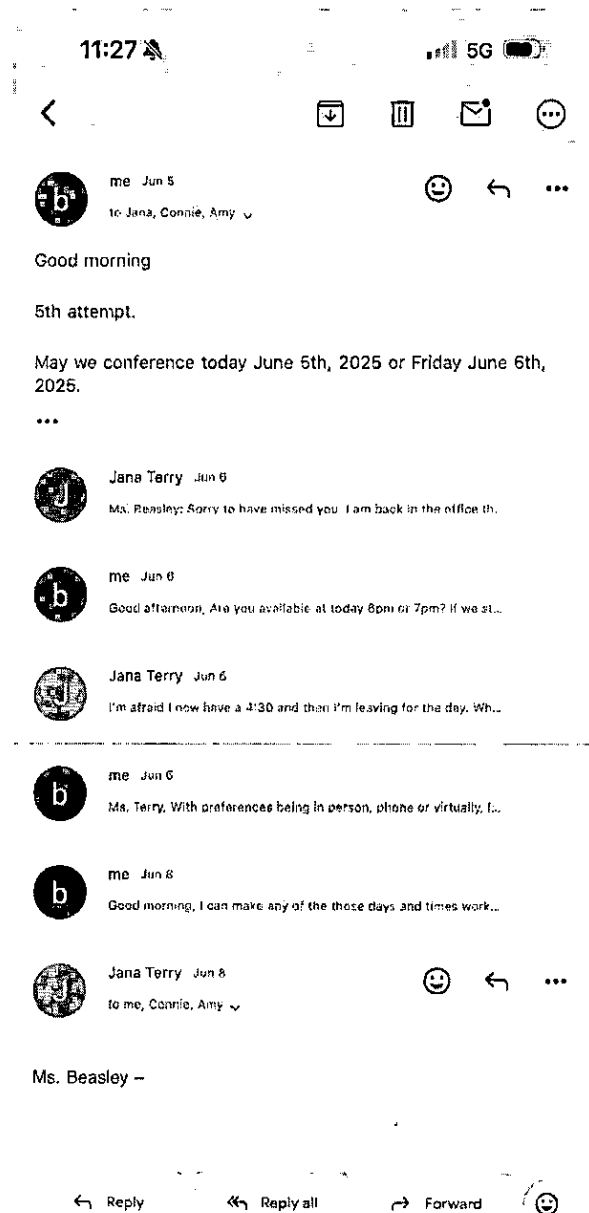 11:27
5G
me Jun 5
to Jana, Connie, Amy
Good morning
5th attempt.
May we conference today June 5th, 2025 or Friday June 6th,
2025.
Jana Terry Jun 6
Ms. Beasley: Sorry to have missed you. I am back in the office th..
me Jun 6
Good afternoon, Are you available at today 6pm or 7pm? If we st...
Jana Terry Jun 6
I'm afraid I now have a 4:30 and then I'm leaving for the day. Wh...
me Jun 6
Ms. Terry, With preferences being in person, phone or virtually,
me Jun 8
Good morning, I can make any of the those days and times work...
Jana Terry Jun 8
to me, Connie, Amy
Ms. Beasley –
Reply Reply all Forward